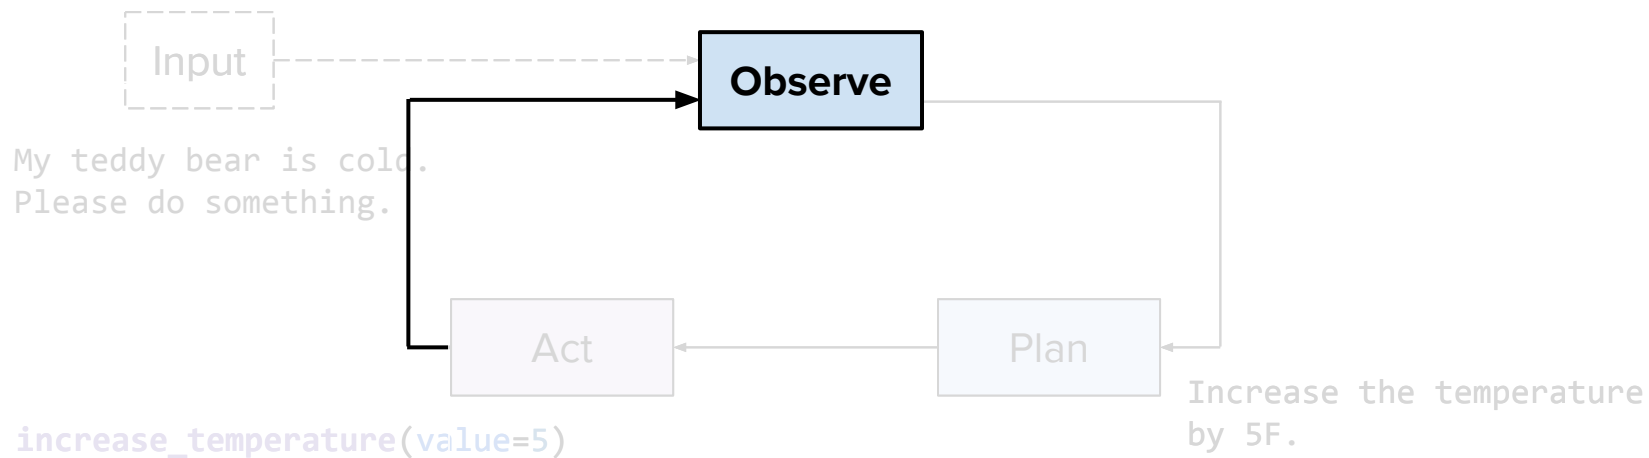 Input
Observe
My teddy bear is cold.
Please do something.
Act
Plan
Increase the temperature
by 5F.
increase_temperature(value=5)